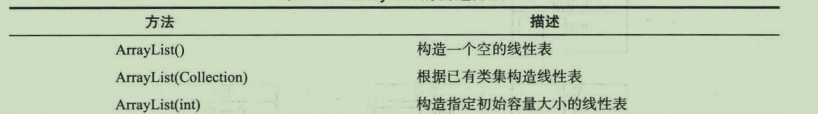 方法 描述
ArrayList() 构造一个空的线性表
ArrayList(Collection) 根据已有类集构造线性表
ArrayList(int) 构造指定初始容量大小的线性表